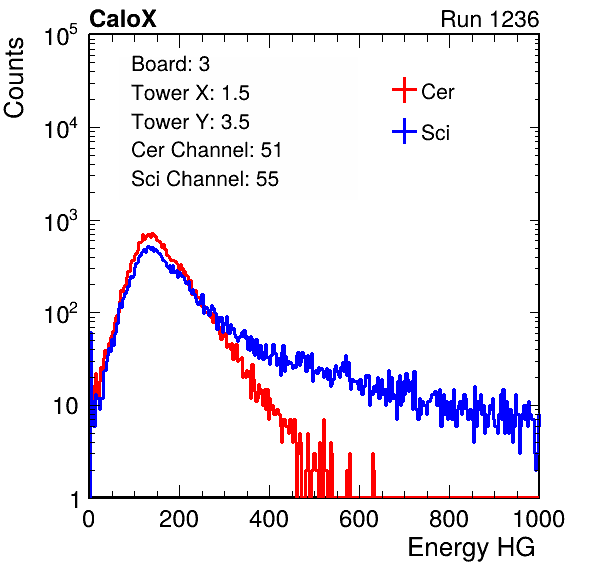 CaloX Run 1236
Counts
10^5
10^4
10^3
10^2
10
1
Board: 3
Tower X: 1.5
Tower Y: 3.5
Cer Channel: 51
Sci Channel: 55
Cer
Sci
0 200 400 600 800 1000
Energy HG